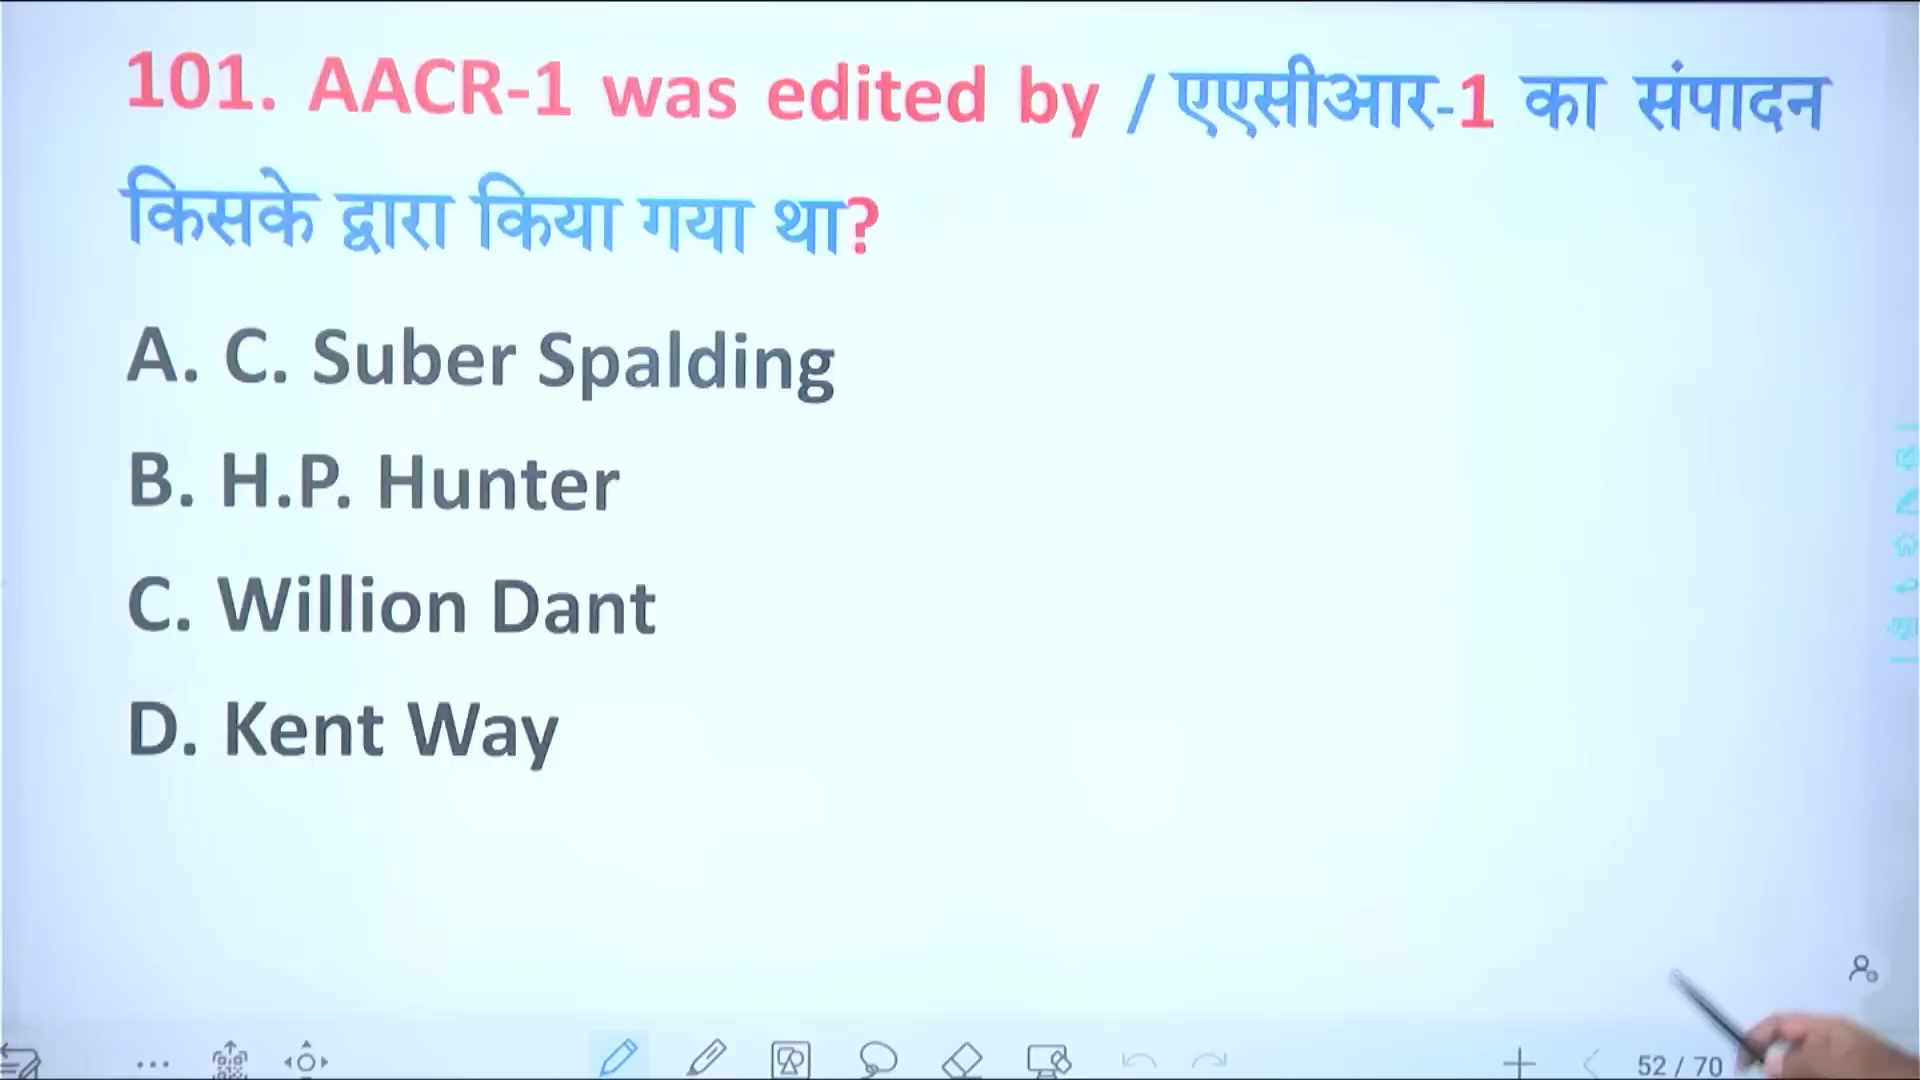 101. AACR-1 was edited by / एएसीआर-1 का संपादन
किसके द्वारा किया गया था?
A. C. Suber Spalding
B. H.P. Hunter
C. Willion Dant
D. Kent Way
52 / 70